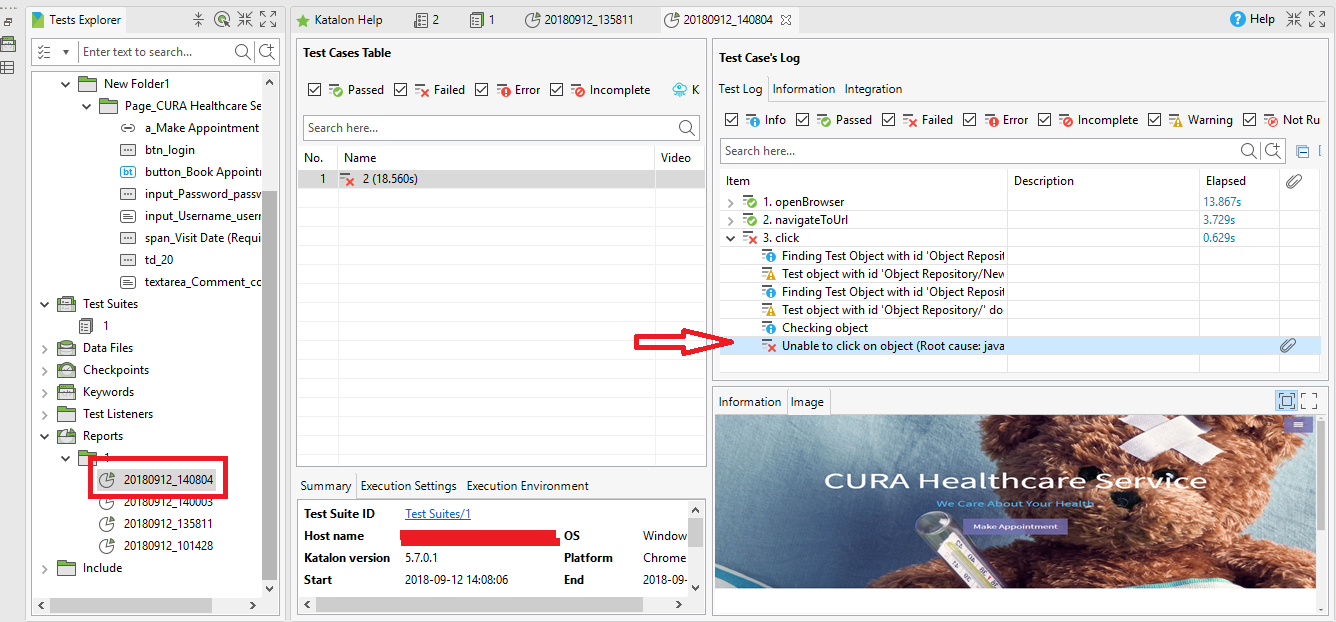 Tests Explorer
Enter text to search...
New Folder1
Page_CURA Healthcare Se
a_Make Appointment
btn_login
bt button_Book Appointr
input_Password_passw
input_Username_usern
span_Visit Date (Requi
td_20
textarea_Comment_co
Test Suites
1
Data Files
Checkpoints
Keywords
Test Listeners
Reports
1
20180912_140804
20180912_140003
20180912_135811
20180912_101428
Include
Katalon Help
2
1
20180912_135811
20180912_140804
? Help
Test Cases Table
Passed
Failed
Error
Incomplete
K
Search here...
No.
Name
Video
1
2 (18.560s)
Summary
Execution Settings
Execution Environment
Test Suite ID
Test Suites/1
Host name
OS
Window
Katalon version
5.7.0.1
Platform
Chrome
Start
2018-09-12 14:08:06
End
2018-09-
Test Case's Log
Test Log
Information
Integration
Info
Passed
Failed
Error
Incomplete
Warning
Not Ru
Search here...
Item
Description
Elapsed
1. openBrowser
13.867s
2. navigateToUrl
3.729s
3. click
0.629s
Finding Test Object with id 'Object Reposit
Test object with id 'Object Repository/New
Finding Test Object with id 'Object Reposit
Test object with id 'Object Repository/' do
Checking object
Unable to click on object (Root cause: java
Information
Image
CURA Healthcare Service
We Care About Your Health
Make Appointment